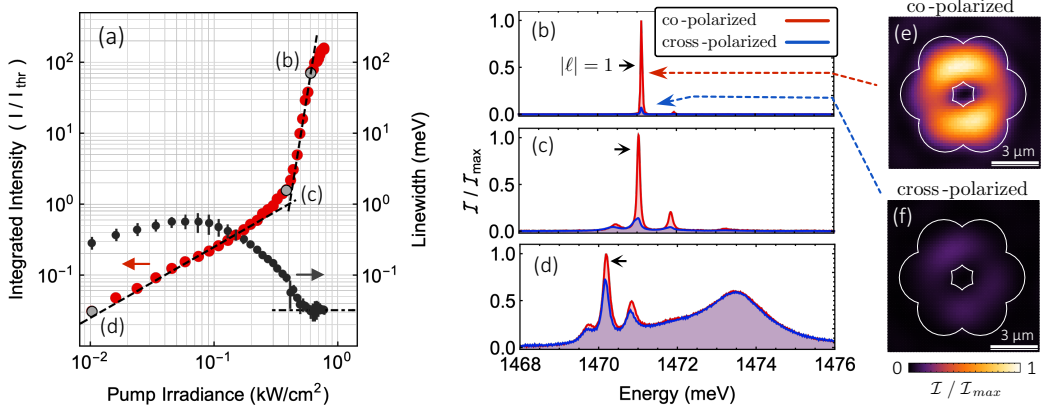 (a)
Integrated Intensity ( I / I thr )
10²
10¹
10⁰
10⁻¹
(b)
(c)
(d)
10²
10¹
10⁰
10⁻¹
Linewidth (meV)
10⁻² 10⁻¹ 10⁰
Pump Irradiance (kW/cm²)
co-polarized
cross-polarized
(b)
|ℓ| = 1
1.0
0.5
0.0
(c)
1.0
0.5
0.0
(d)
1.0
0.5
0.0
ℐ / ℐmax
1468 1470 1472 1474 1476
Energy (meV)
co-polarized
(e)
3 μm
cross-polarized
(f)
3 μm
0 1
ℐ / ℐmax